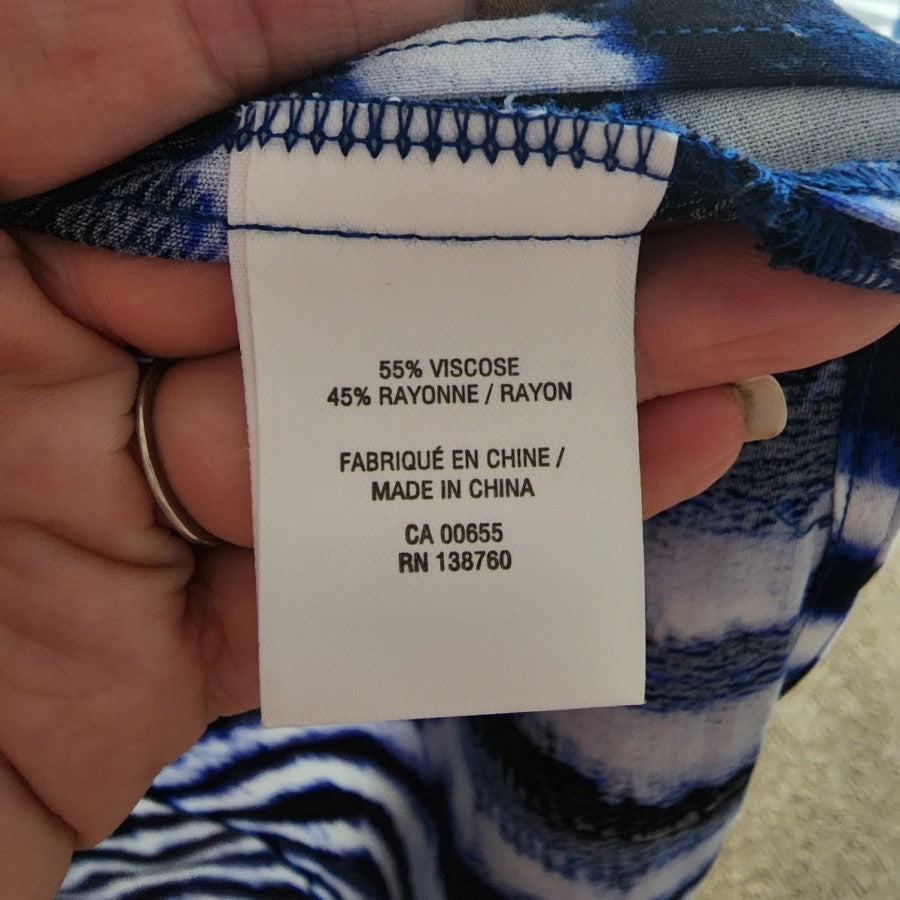 55% VISCOSE
45% RAYONNE / RAYON
FABRIQUÉ EN CHINE /
MADE IN CHINA
CA 00655
RN 138760